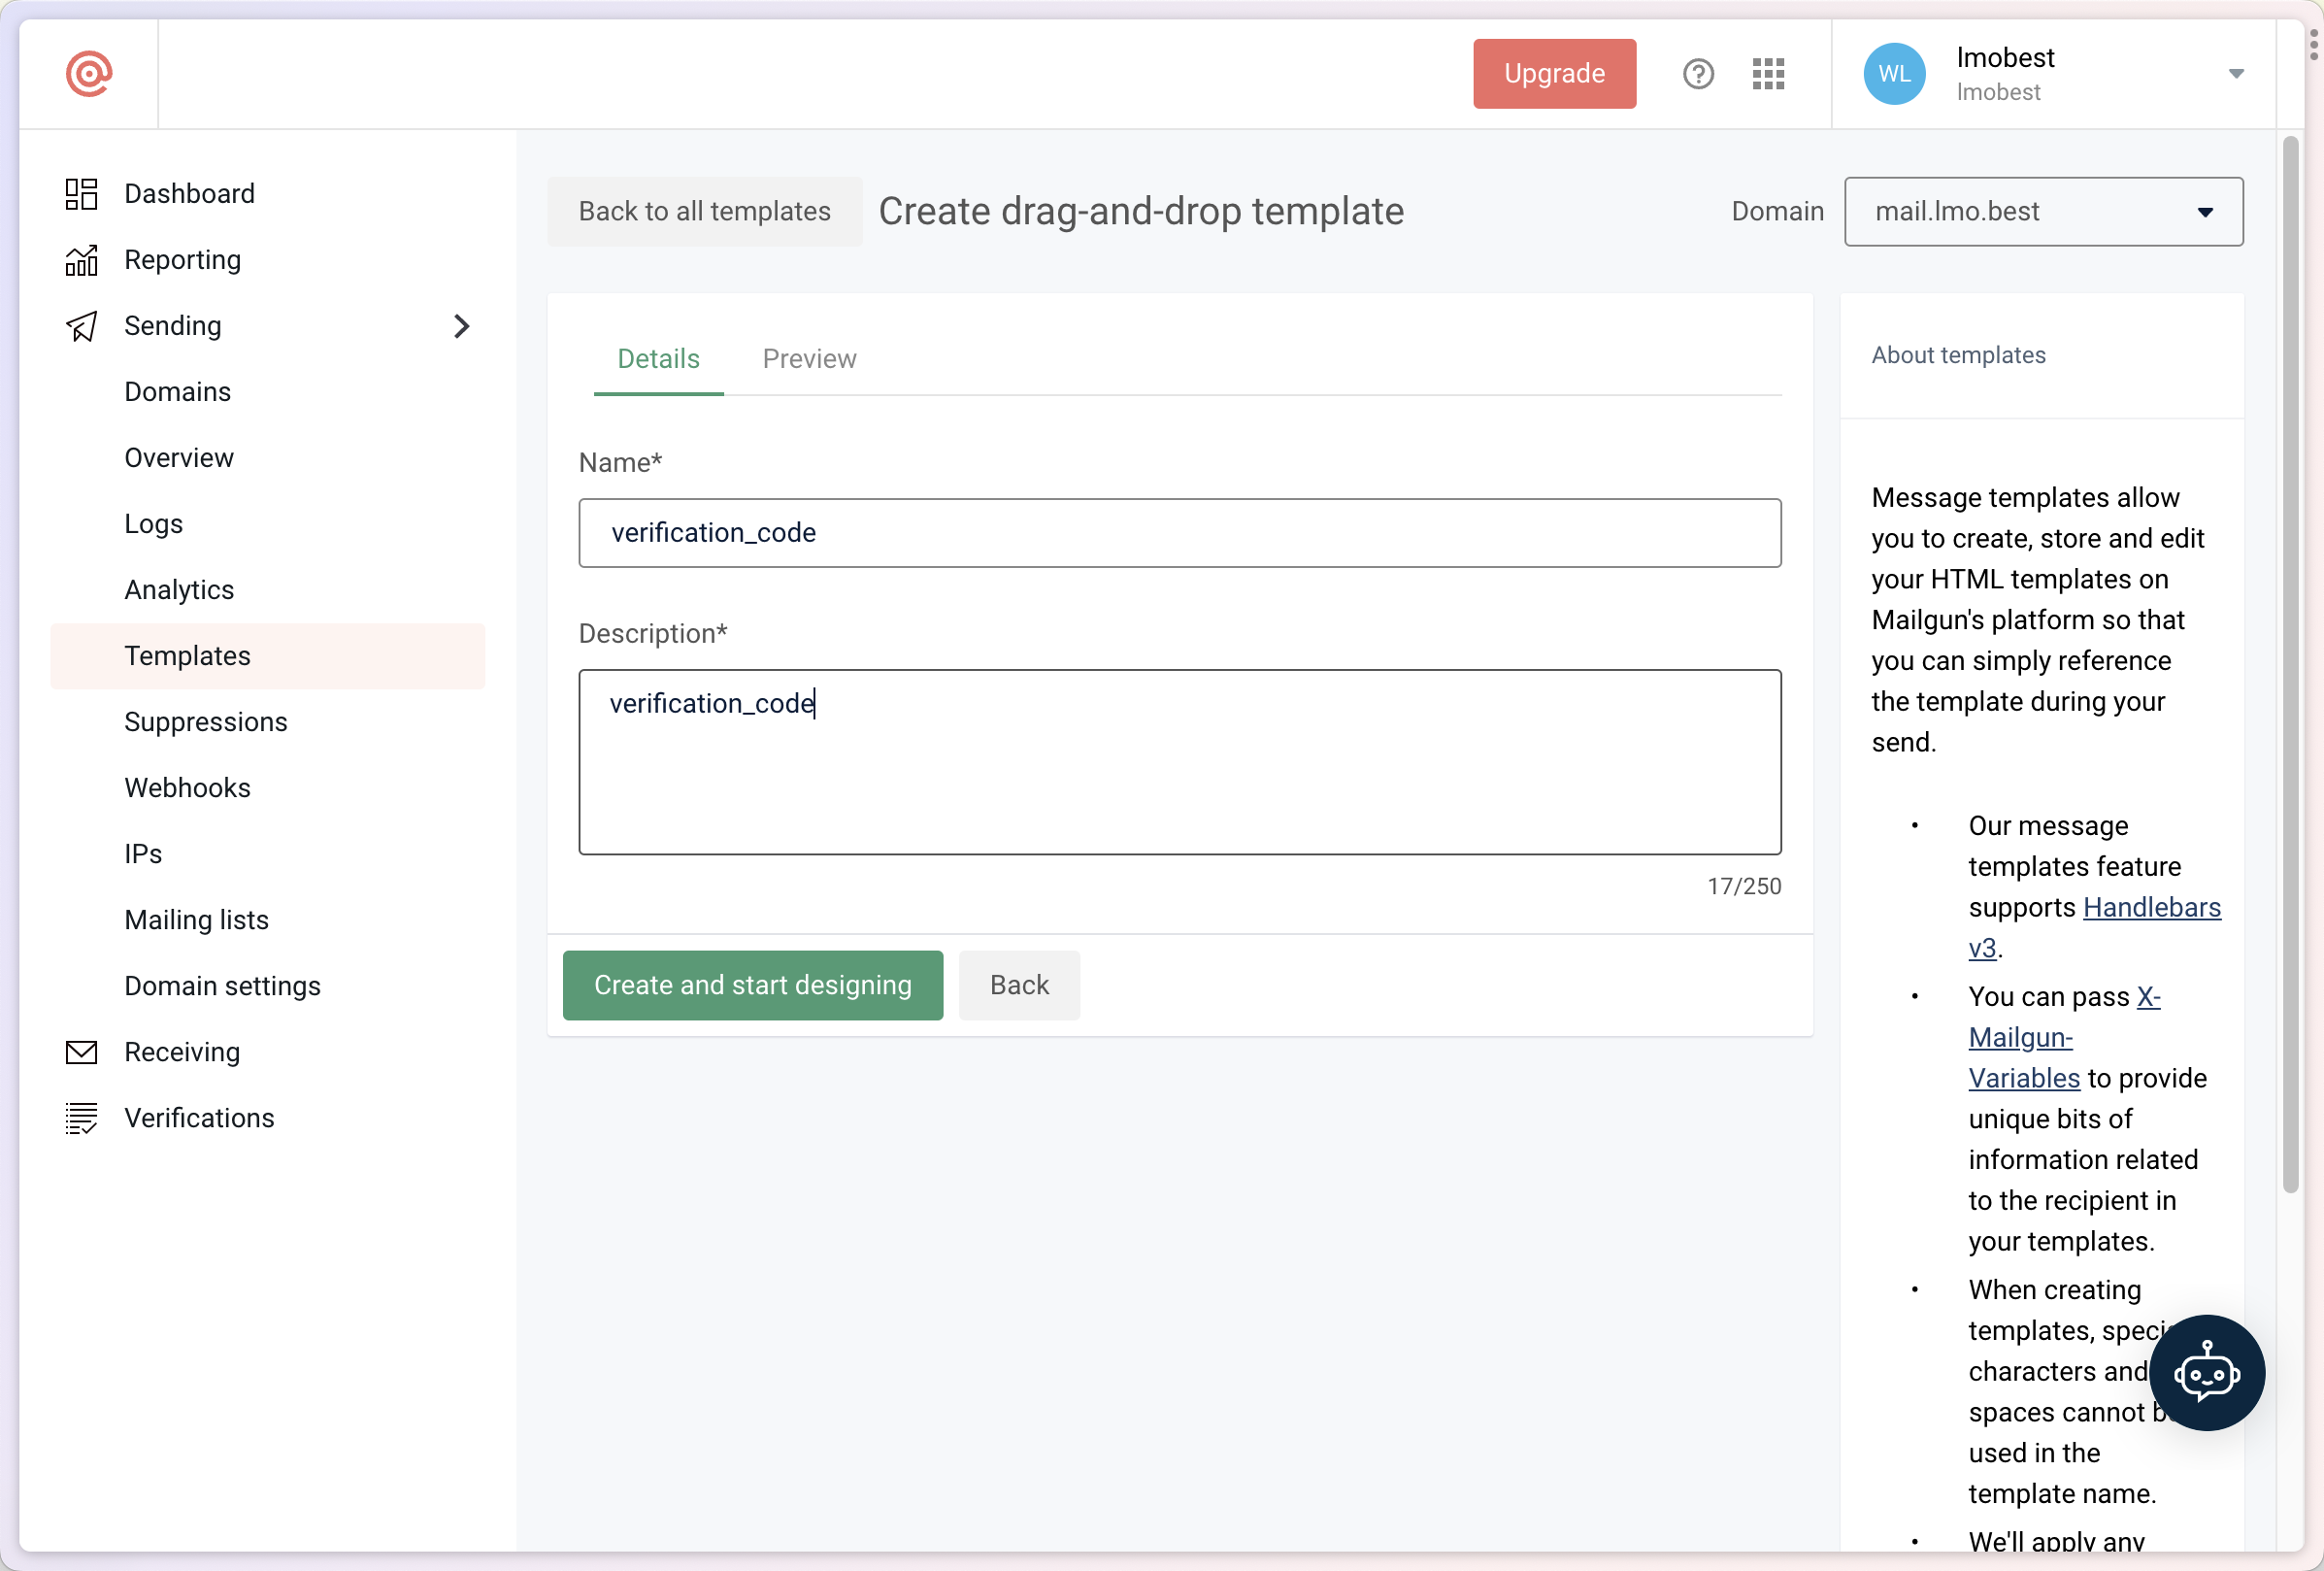 Upgrade
WL
lmobest
lmobest
Dashboard
Reporting
Sending
Domains
Overview
Logs
Analytics
Templates
Suppressions
Webhooks
IPs
Mailing lists
Domain settings
Receiving
Verifications
Back to all templates
Create drag-and-drop template
Domain
mail.lmo.best
Details
Preview
Name*
verification_code
Description*
verification_code
17/250
Create and start designing
Back
About templates
Message templates allow
you to create, store and edit
your HTML templates on
Mailgun's platform so that
you can simply reference
the template during your
send.
• Our message
templates feature
supports Handlebars
v3.
• You can pass X-
Mailgun-
Variables to provide
unique bits of
information related
to the recipient in
your templates.
• When creating
templates,
characters and
spaces cannot
used in the
template name.
• We'll apply any